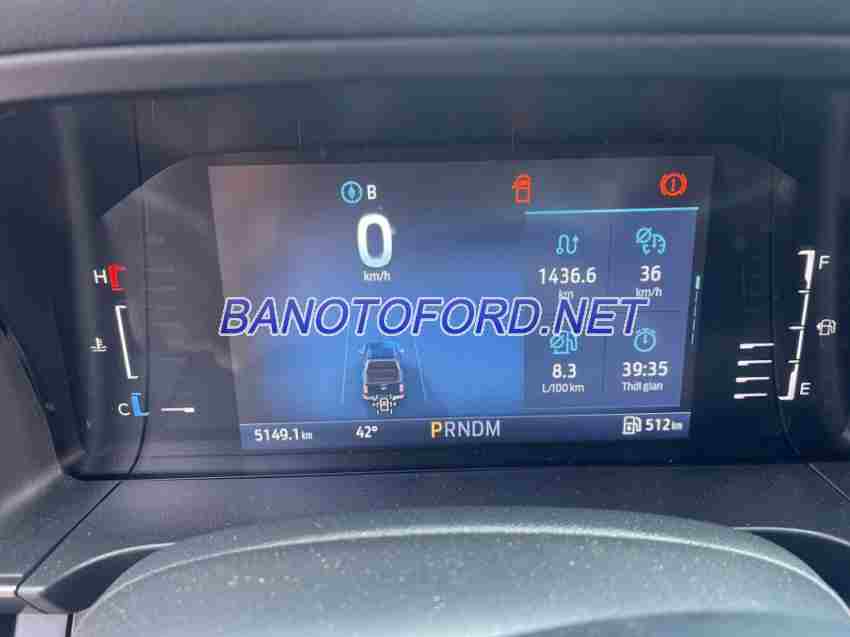 B
0
km/h
1436.6
km
36
km/h
H
F
BANOTOFORD.NET
8.3
L/100 km
39:35
Thời gian
C
E
5149.1 km
42°
PRNDM
512 km